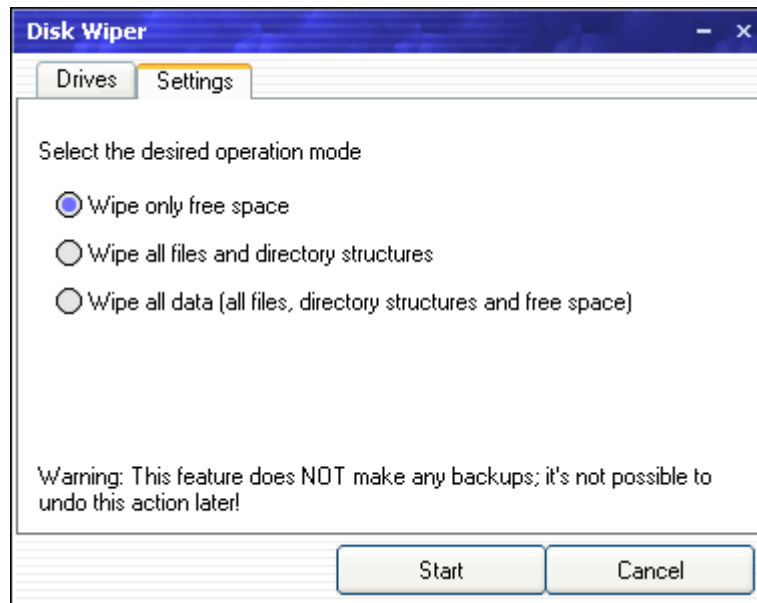 Disk Wiper
Drives Settings
Select the desired operation mode
Wipe only free space
Wipe all files and directory structures
Wipe all data (all files, directory structures and free space)
Warning: This feature does NOT make any backups; it's not possible to
undo this action later!
Start Cancel